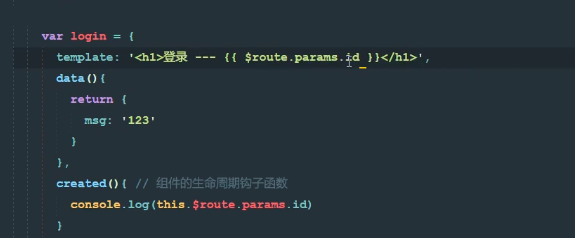 var login = {
template: '<h1>登录 --- {{ $route.params.id }}</h1>',
data(){
return {
msg: '123'
}
},
created(){ // 组件的生命周期钩子函数
console.log(this.$route.params.id)
}